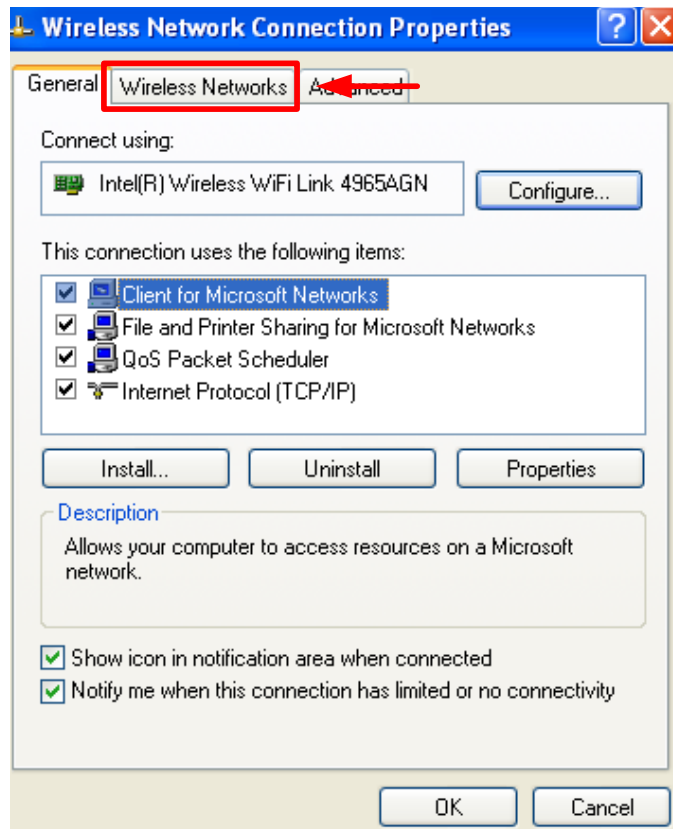 Wireless Network Connection Properties
General Wireless Networks Advanced
Connect using:
Intel(R) Wireless WiFi Link 4965AGN Configure...
This connection uses the following items:
Client for Microsoft Networks
File and Printer Sharing for Microsoft Networks
QoS Packet Scheduler
Internet Protocol (TCP/IP)
Install... Uninstall Properties
Description
Allows your computer to access resources on a Microsoft
network.
Show icon in notification area when connected
Notify me when this connection has limited or no connectivity
OK Cancel